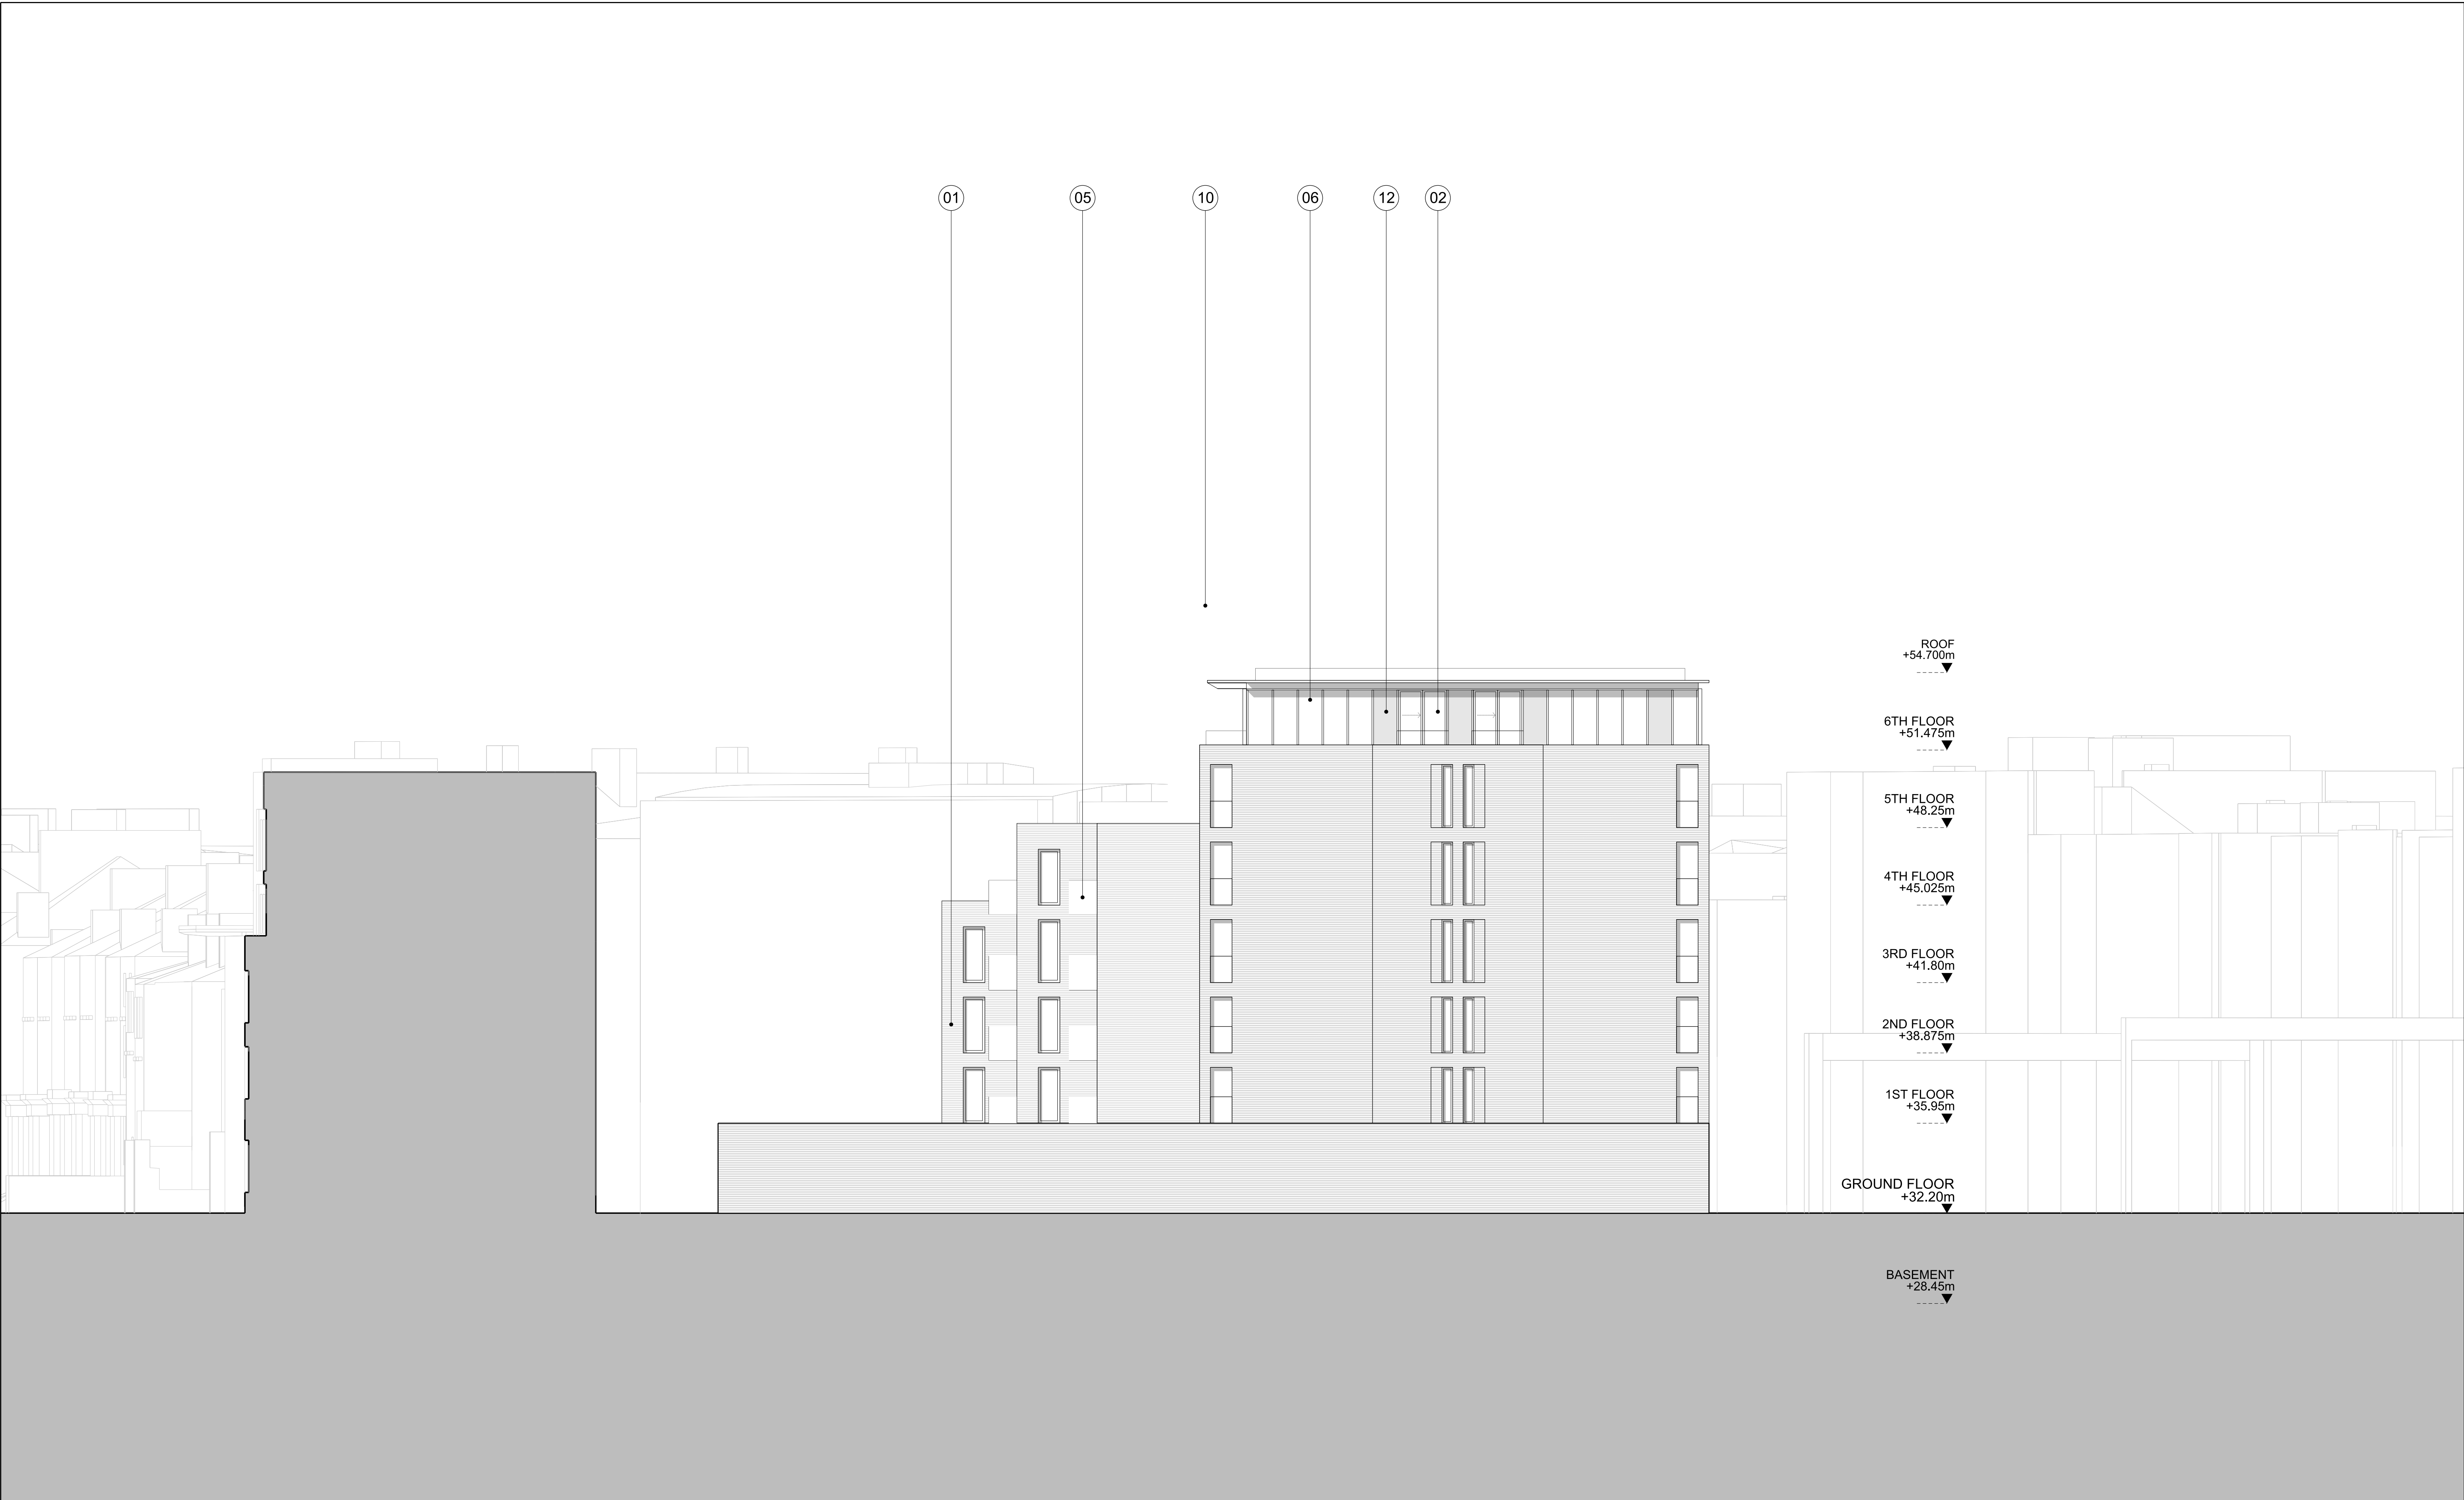 01 05 10 06 12 02
ROOF
+54.700m
6TH FLOOR
+51.475m
5TH FLOOR
+48.25m
4TH FLOOR
+45.025m
3RD FLOOR
+41.80m
2ND FLOOR
+38.875m
1ST FLOOR
+35.95m
GROUND FLOOR
+32.20m
BASEMENT
+28.45m